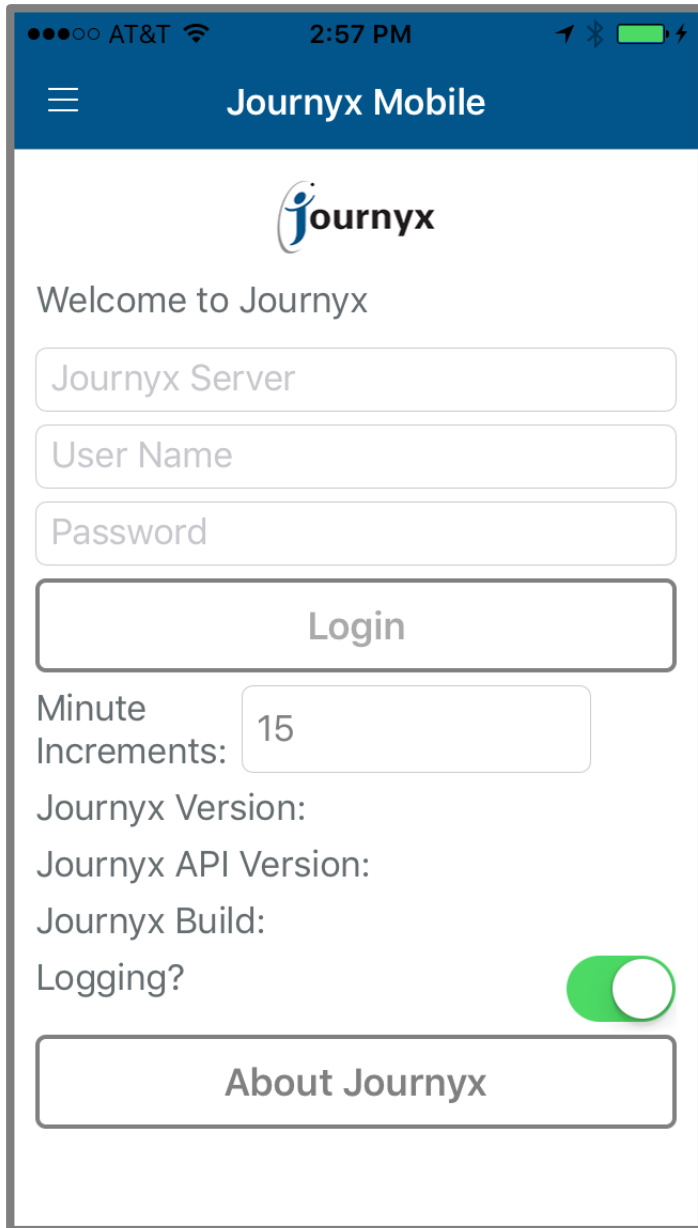 AT&T 2:57 PM
Journyx Mobile
journyx
Welcome to Journyx
Journyx Server
User Name
Password
Login
Minute
Increments:
15
Journyx Version:
Journyx API Version:
Journyx Build:
Logging?
About Journyx